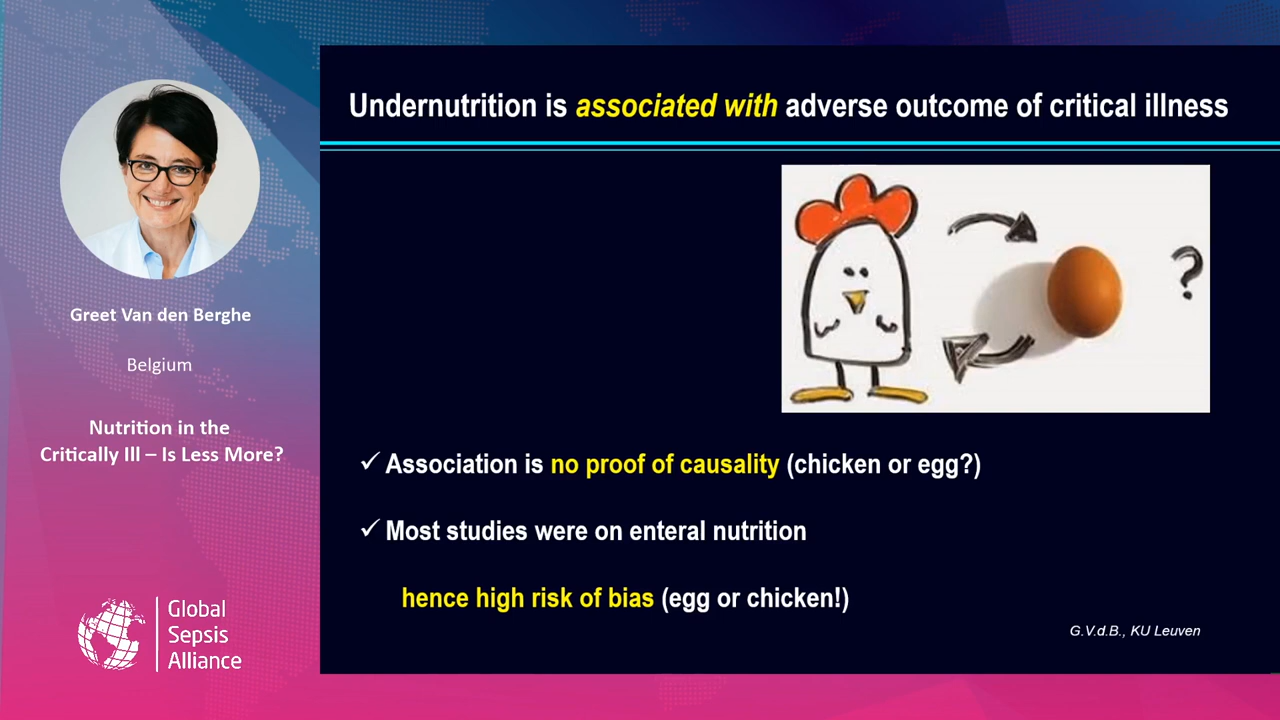 Greet Van den Berghe
Belgium
Nutrition in the
Critically Ill – Is Less More?
Global
Sepsis
Alliance
Undernutrition is associated with adverse outcome of critical illness
?
✓ Association is no proof of causality (chicken or egg?)
✓ Most studies were on enteral nutrition
hence high risk of bias (egg or chicken!)
G.V.d.B., KU Leuven